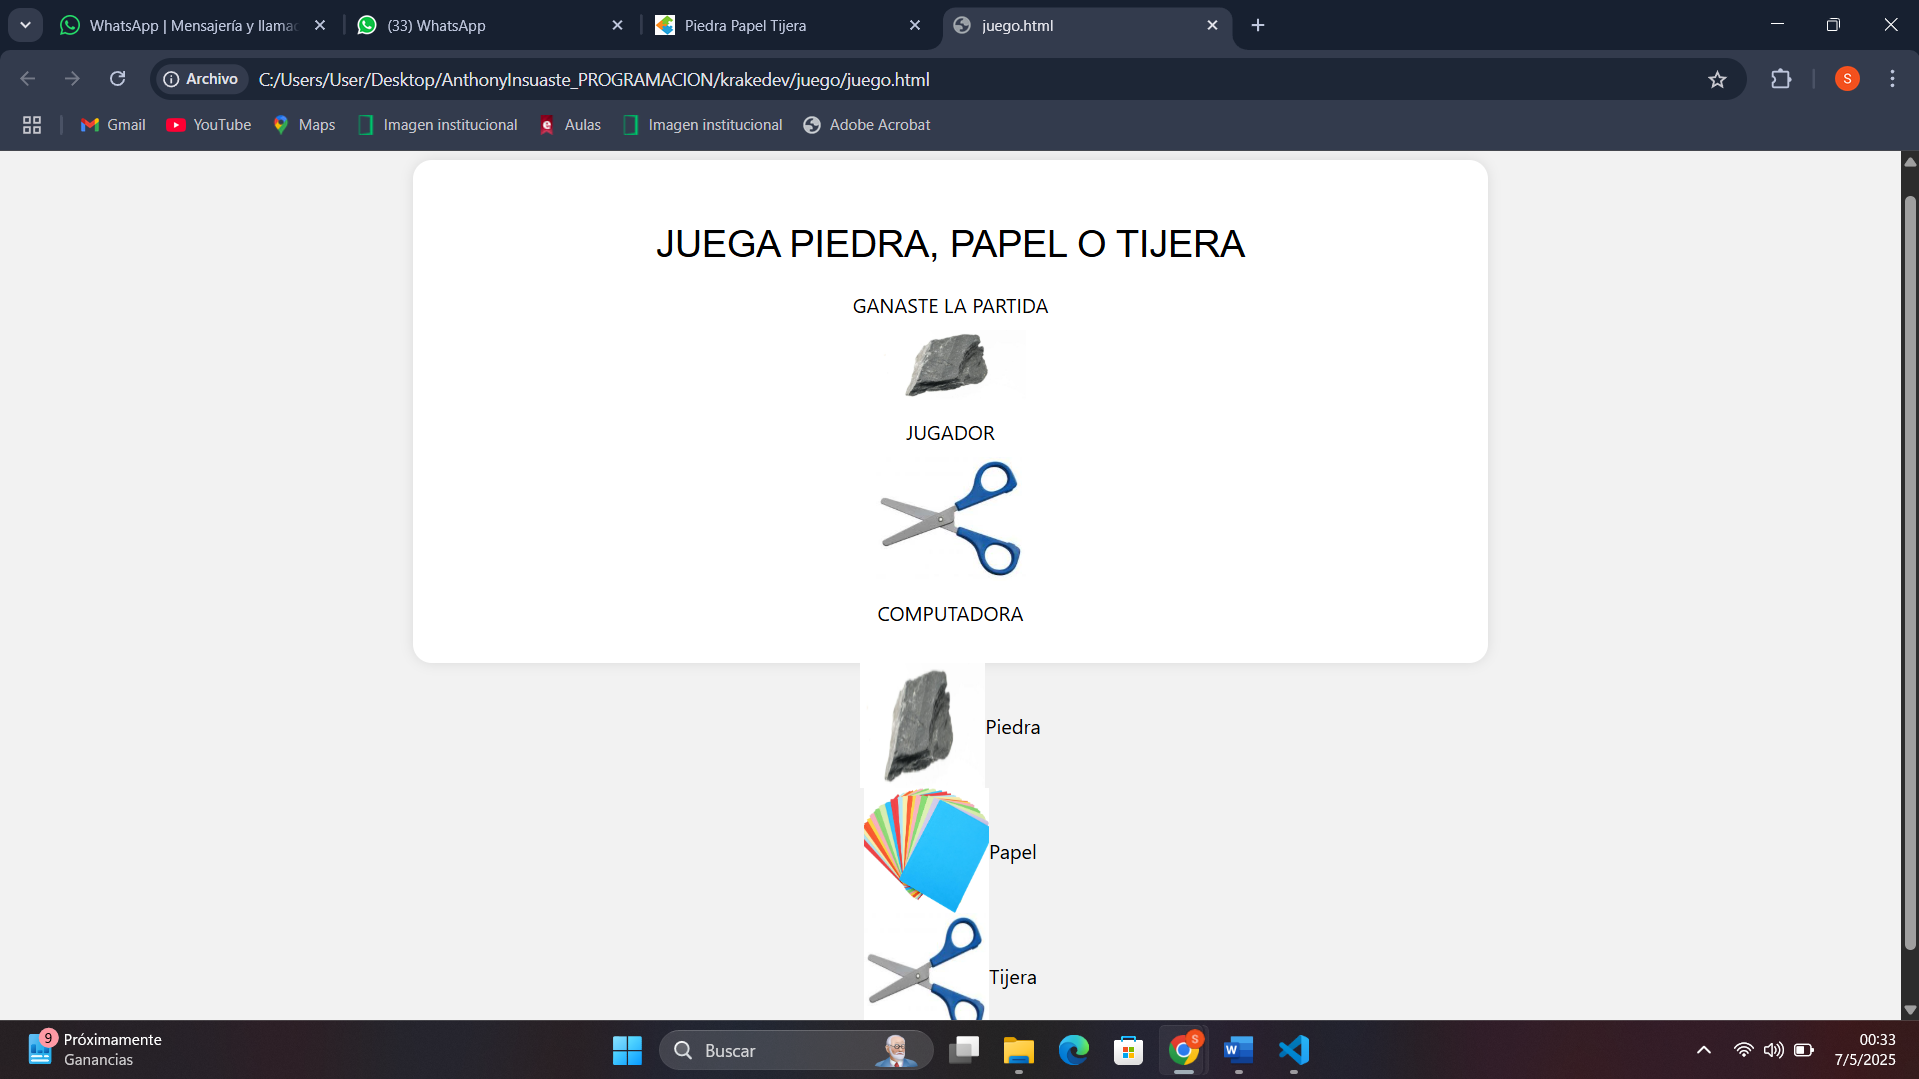 WhatsApp | Mensajería y llamac
(33) WhatsApp
Piedra Papel Tijera
juego.html
Archivo
C:/Users/User/Desktop/AnthonyInsuaste_PROGRAMACION/krakedev/juego/juego.html
S
Gmail
YouTube
Maps
Imagen institucional
Aulas
Imagen institucional
Adobe Acrobat
JUEGA PIEDRA, PAPEL O TIJERA
GANASTE LA PARTIDA
JUGADOR
COMPUTADORA
Piedra
Papel
Tijera
9
Próximamente
Ganancias
Buscar
S
W
00:33
7/5/2025